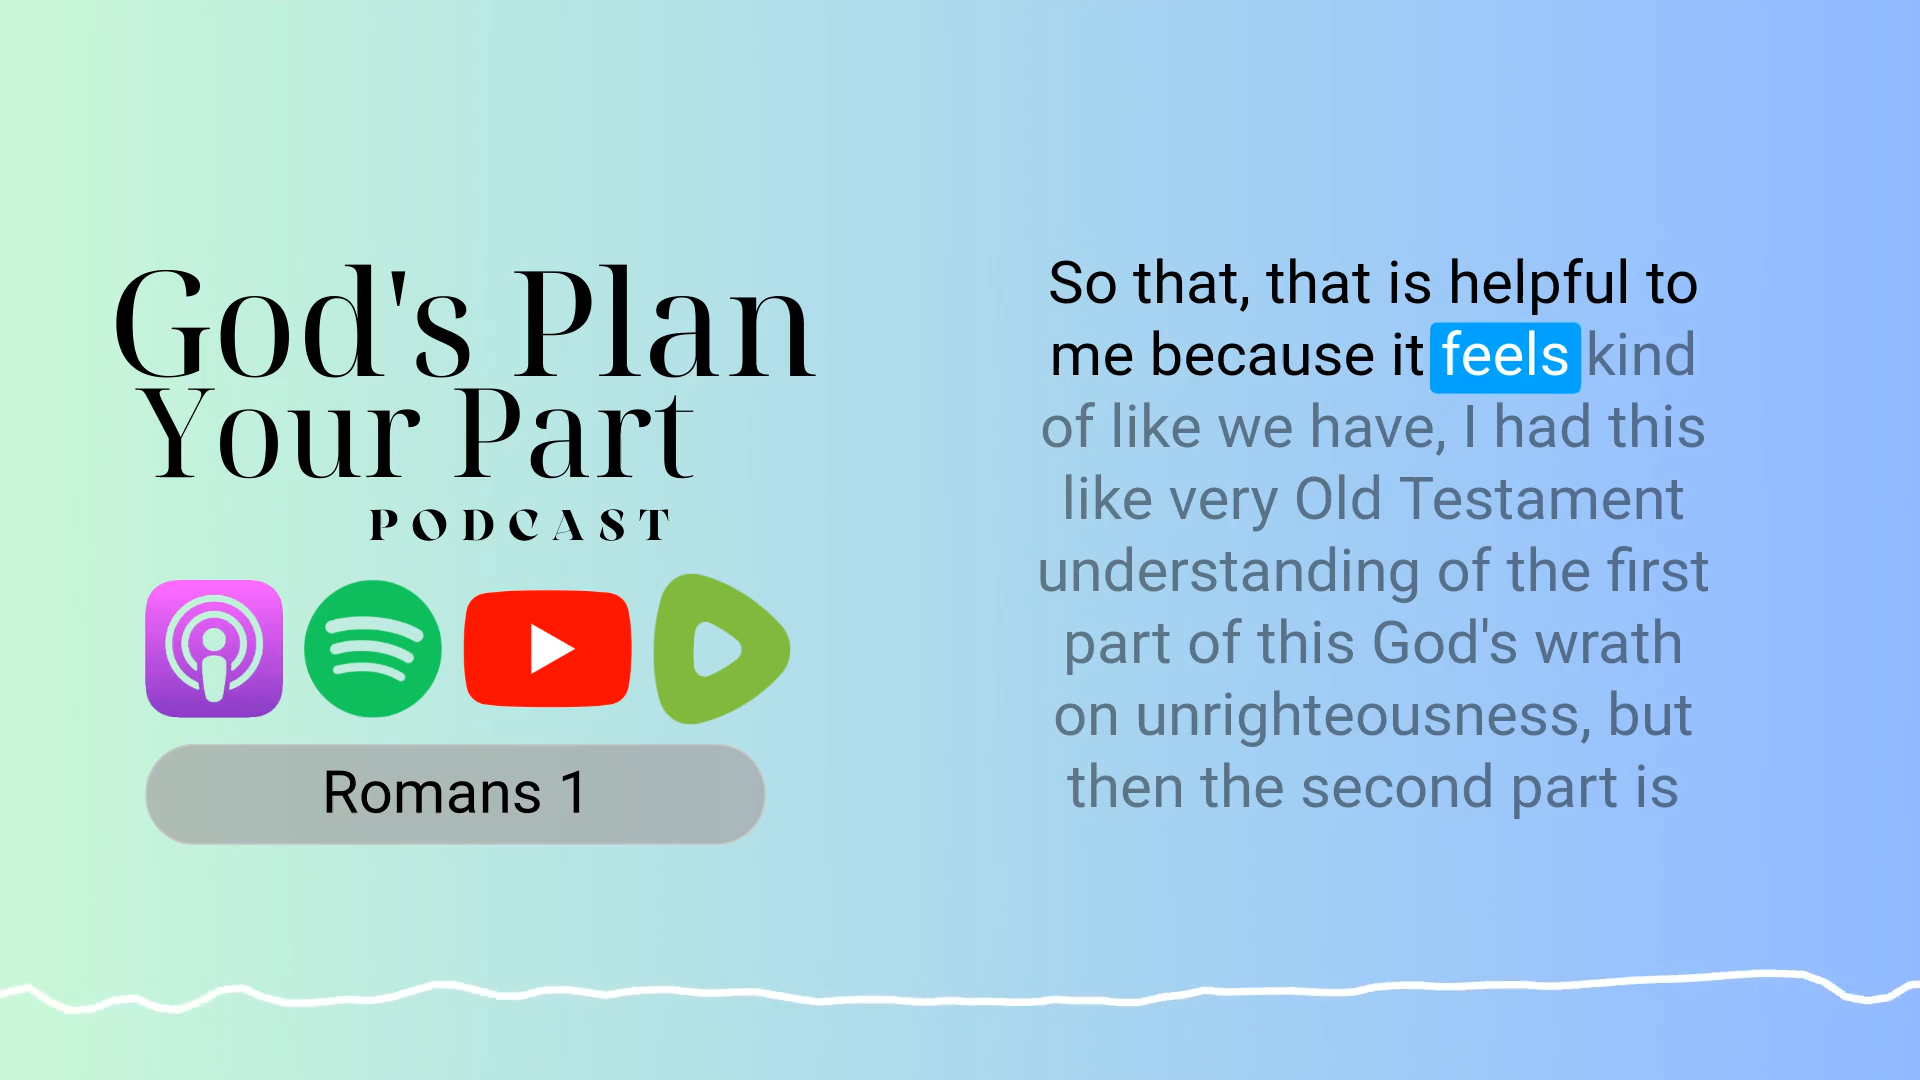 God's Plan
Your Part
PODCAST
Romans 1
So that, that is helpful to
me because it feels kind
of like we have, I had this
like very Old Testament
understanding of the first
part of this God's wrath
on unrighteousness, but
then the second part is